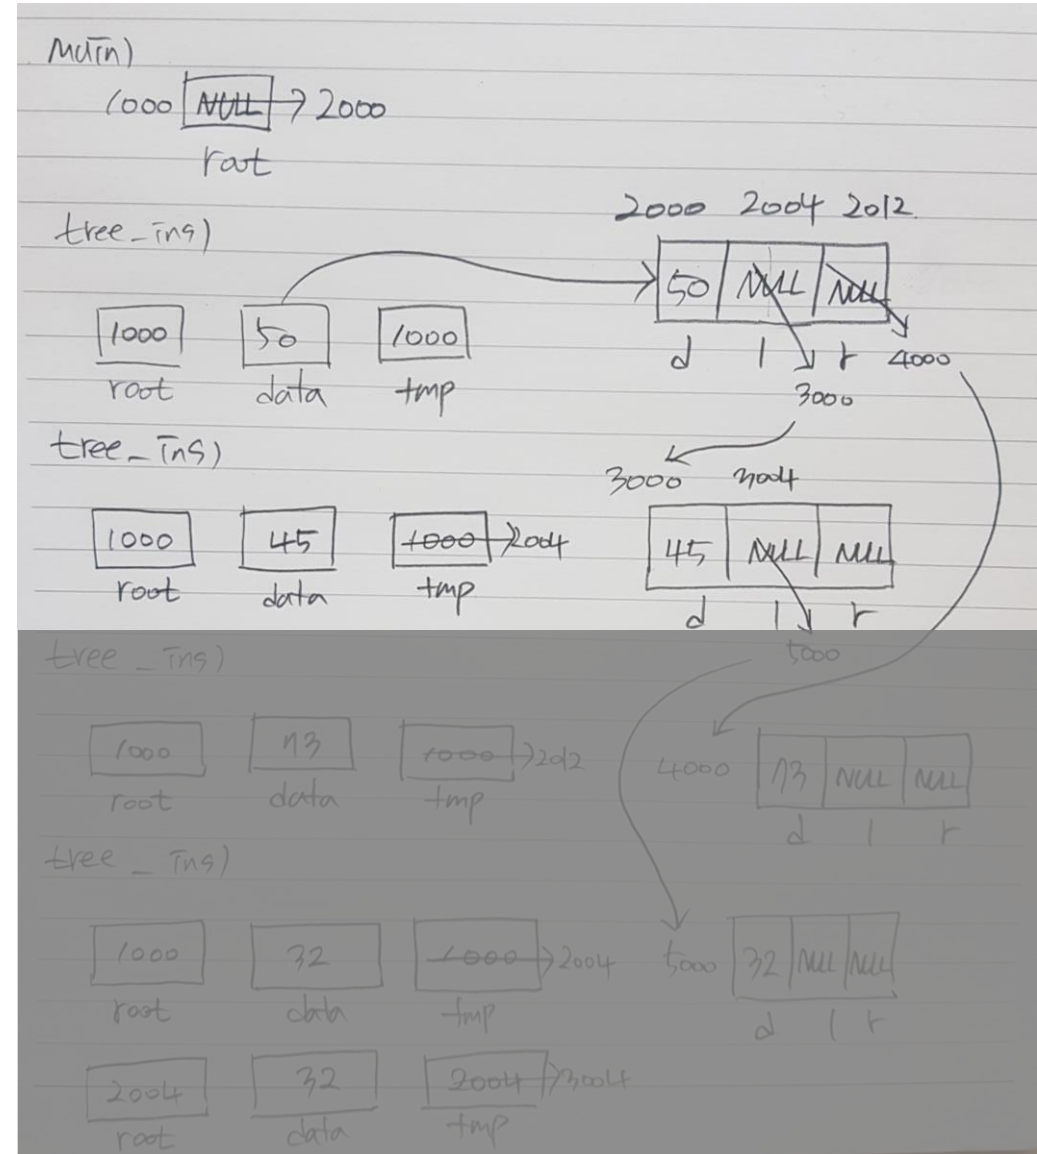 main)
1000 NULL → 2000
root
2000 2004 2012
tree_ins)
50 NULL NULL
1000 50 1000
d l r 4000
root data tmp
3000
tree_ins)
3000 3004
1000 45 1000 → 2004
45 NULL NULL
root data tmp
d l r
5000
tree_ins)
1000 73 1000 → 2012
4000 73 NULL NULL
root data tmp
d l r
tree_ins)
1000 32 1000 → 2004
5000 32 NULL NULL
root data tmp
d l r
2004 32 2004 → 3004
root data tmp